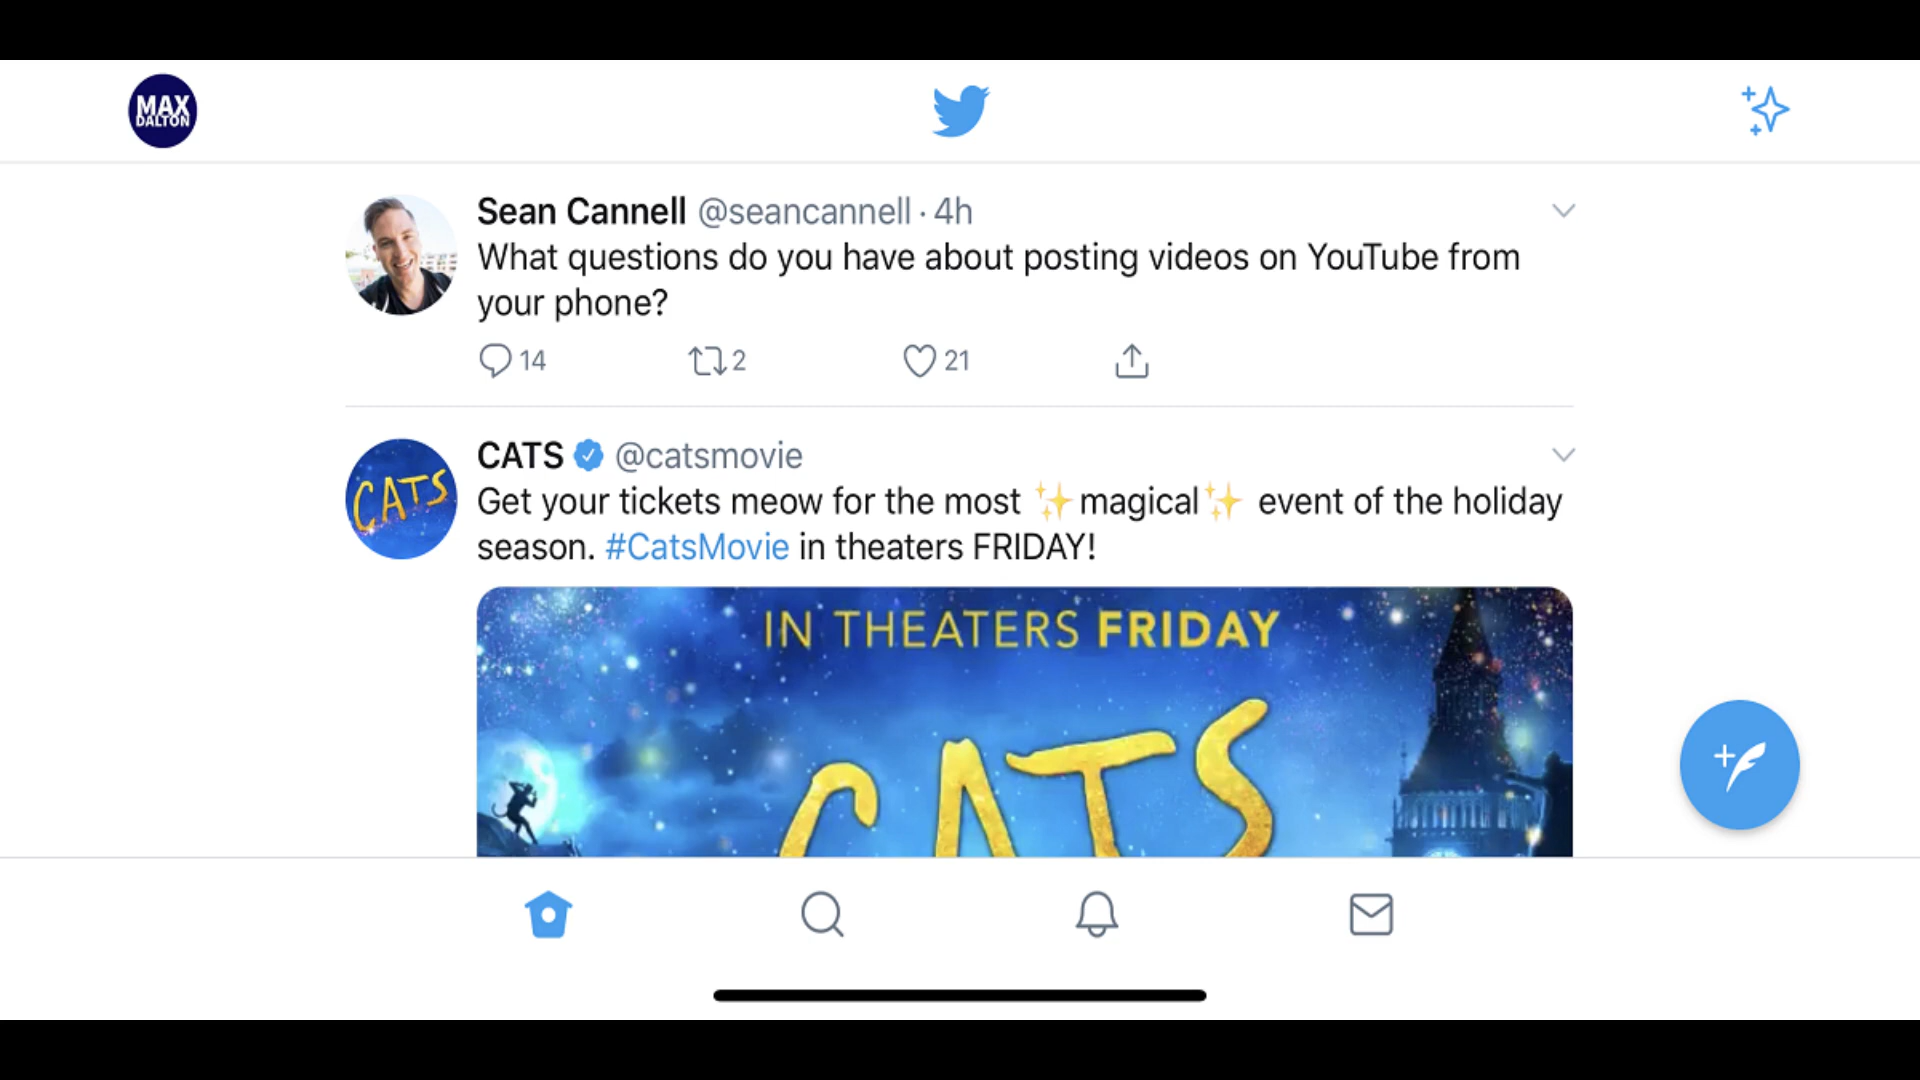 MAX
DALTON
Sean Cannell @seancannell · 4h
What questions do you have about posting videos on YouTube from
your phone?
14 2 21
CATS
CATS @catsmovie
Get your tickets meow for the most ✨magical✨ event of the holiday
season. #CatsMovie in theaters FRIDAY!
IN THEATERS FRIDAY
CATS